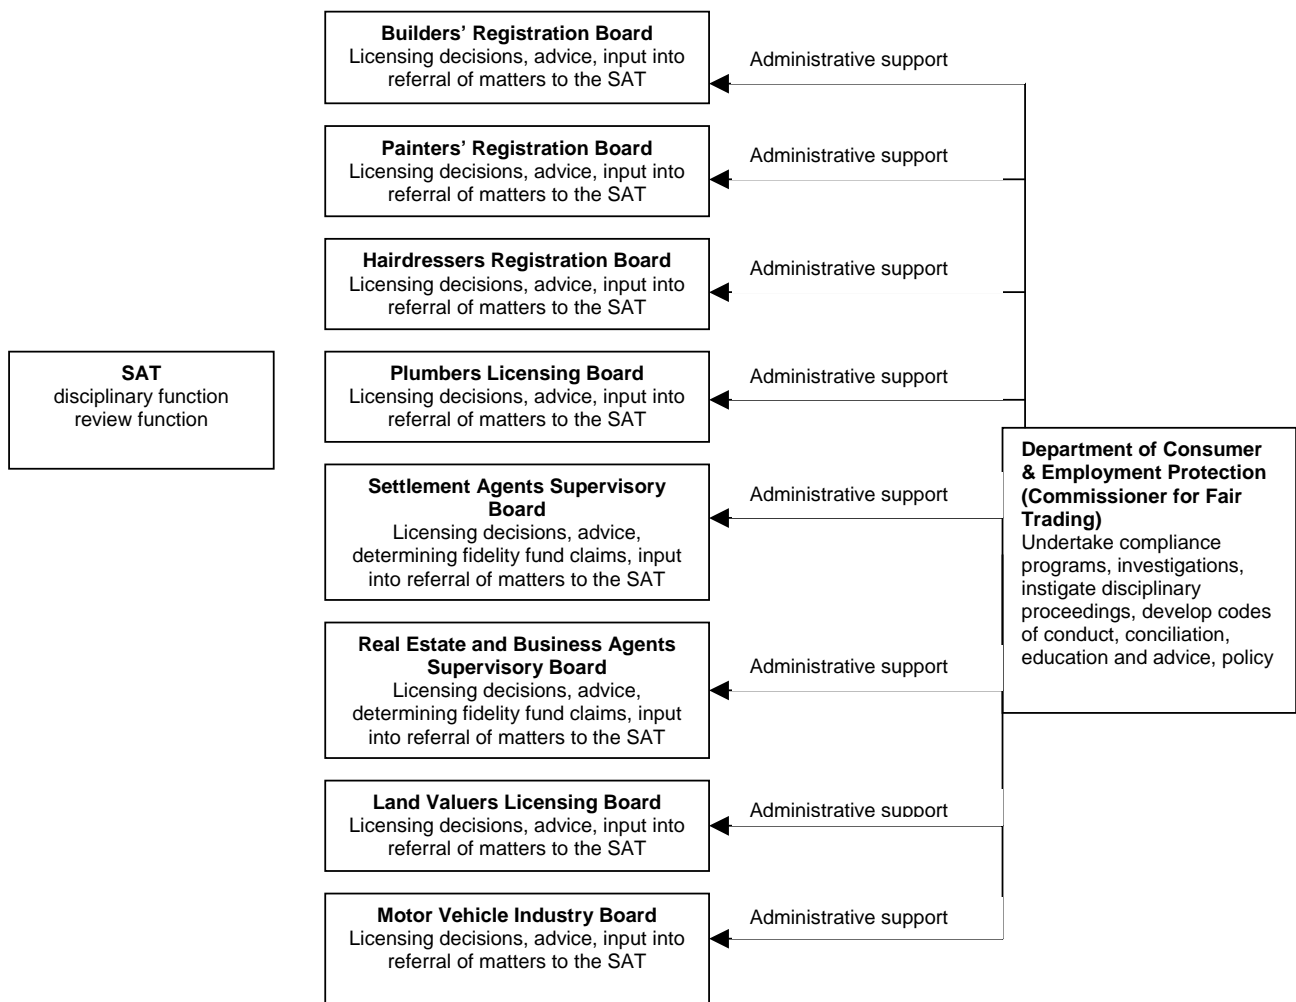 Builders’ Registration Board
Licensing decisions, advice, input into
referral of matters to the SAT
Administrative support
Painters’ Registration Board
Licensing decisions, advice, input into
referral of matters to the SAT
Administrative support
Hairdressers Registration Board
Licensing decisions, advice, input into
referral of matters to the SAT
Administrative support
SAT
disciplinary function
review function
Plumbers Licensing Board
Licensing decisions, advice, input into
referral of matters to the SAT
Administrative support
Department of Consumer
& Employment Protection
(Commissioner for Fair
Trading)
Undertake compliance
programs, investigations,
instigate disciplinary
proceedings, develop codes
of conduct, conciliation,
education and advice, policy
Settlement Agents Supervisory
Board
Licensing decisions, advice,
determining fidelity fund claims, input
into referral of matters to the SAT
Administrative support
Real Estate and Business Agents
Supervisory Board
Licensing decisions, advice,
determining fidelity fund claims, input
into referral of matters to the SAT
Administrative support
Land Valuers Licensing Board
Licensing decisions, advice, input into
referral of matters to the SAT
Administrative support
Motor Vehicle Industry Board
Licensing decisions, advice, input into
referral of matters to the SAT
Administrative support